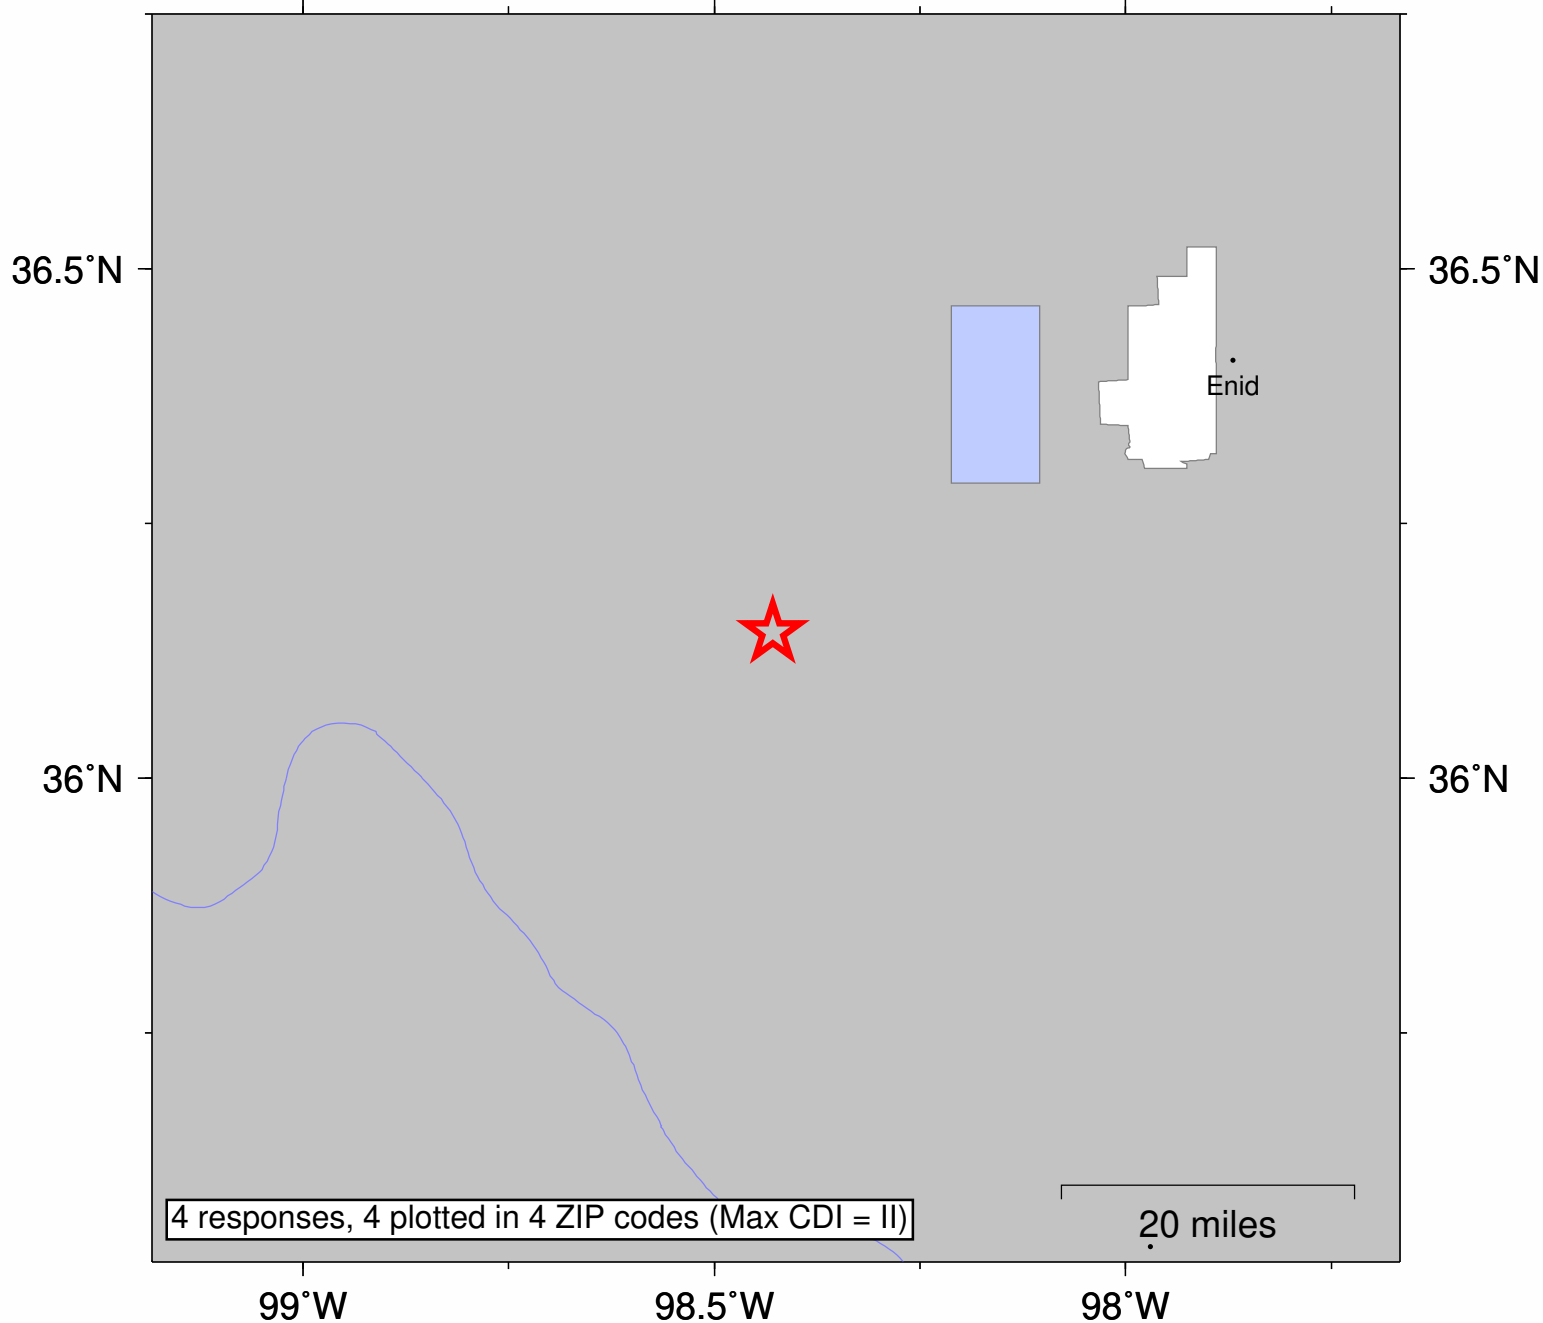 36.5˚N
36.5˚N
Enid
36˚N
36˚N
4 responses, 4 plotted in 4 ZIP codes (Max CDI = II)
20 miles
99˚W
98.5˚W
98˚W